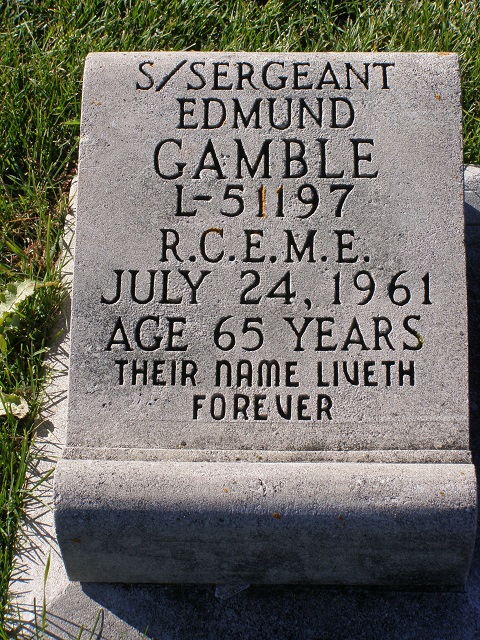 S/SERGEANT
EDMUND
GAMBLE
L-51197
R.C.E.M.E.
JULY 24, 1961
AGE 65 YEARS
THEIR NAME LIVETH
FOREVER